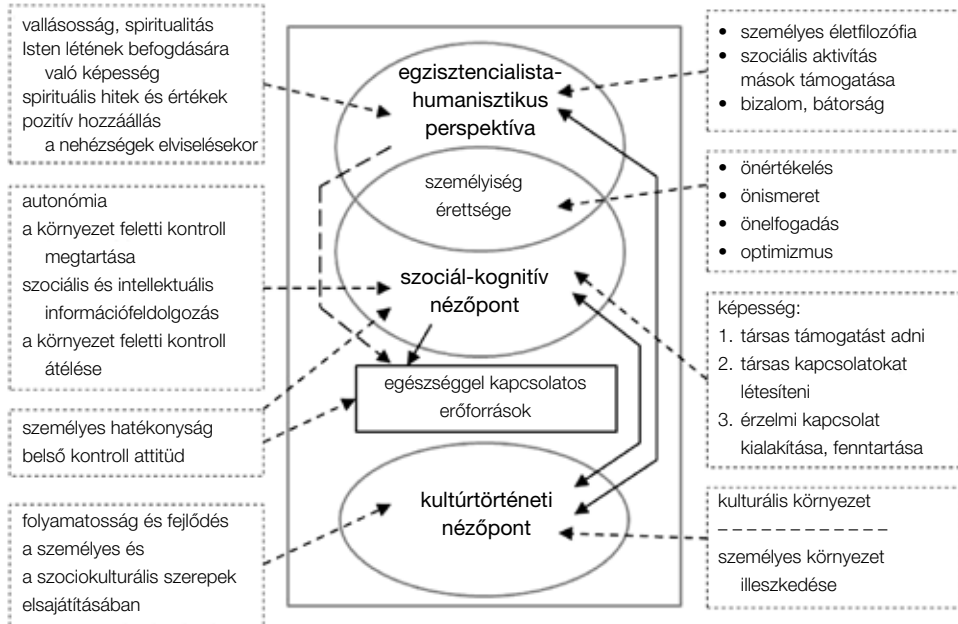 vallásosság, spiritualitás
Isten létének befogdására
való képesség
spirituális hitek és értékek
pozitív hozzáállás
a nehézségek elviselésekor
autonómia
a környezet feletti kontroll
megtartása
szociális és intellektuális
információfeldolgozás
a környezet feletti kontroll
átélése
személyes hatékonyság
belső kontroll attitüd
folyamatosság és fejlődés
a személyes és
a szociokulturális szerepek
elsajátításában
egzisztencialista-
humanisztikus
perspektíva
személyiség
érettsége
szociál-kognitív
nézőpont
egészséggel kapcsolatos
erőforrások
kultúrtörténeti
nézőpont
• személyes életfilozófia
• szociális aktivitás
mások támogatása
• bizalom, bátorság
• önértékelés
• önismeret
• önelfogadás
• optimizmus
képesség:
1. társas támogatást adni
2. társas kapcsolatokat
létesíteni
3. érzelmi kapcsolat
kialakítása, fenntartása
kulturális környezet
személyes környezet
illeszkedése